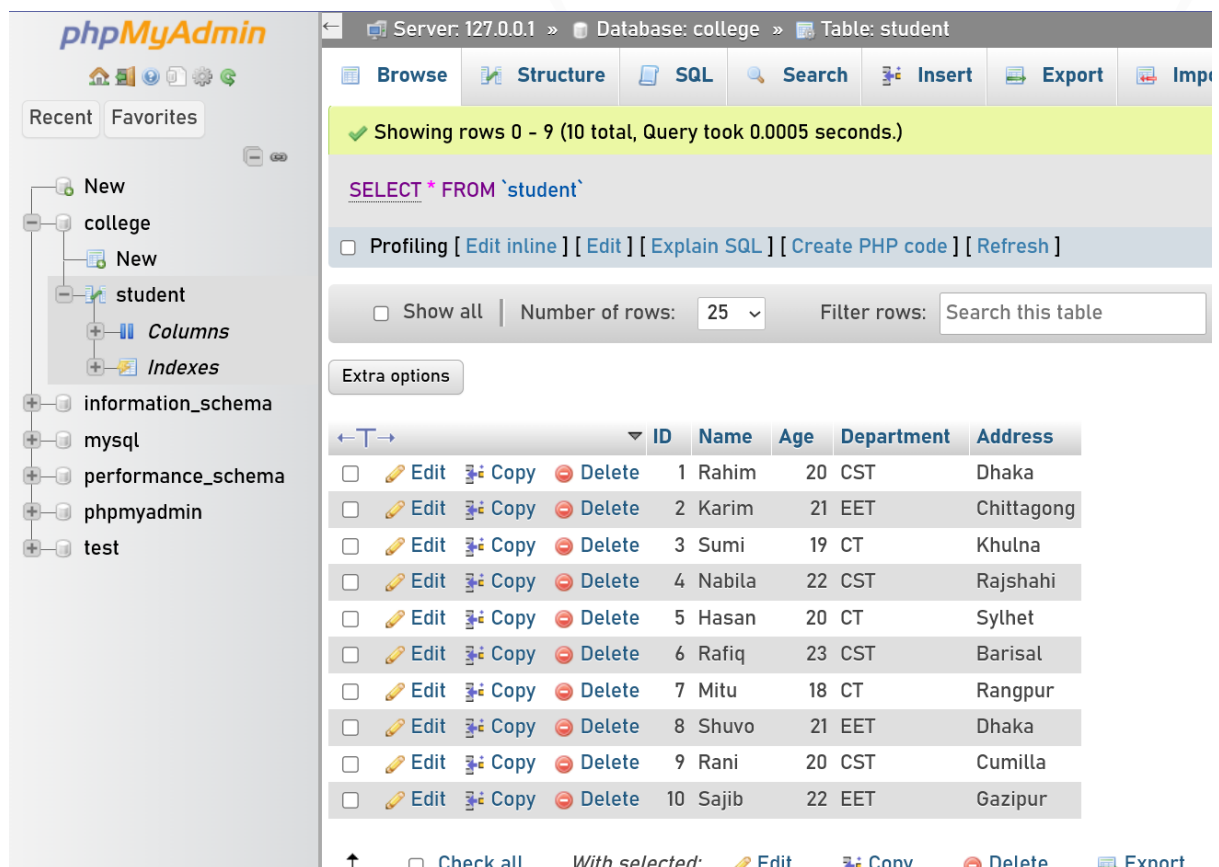 phpMyAdmin
Recent Favorites
New
college
New
student
Columns
Indexes
information_schema
mysql
performance_schema
phpmyadmin
test
← Server: 127.0.0.1 » Database: college » Table: student
Browse Structure SQL Search Insert Export Impo
Showing rows 0 - 9 (10 total, Query took 0.0005 seconds.)
SELECT * FROM `student`
Profiling [ Edit inline ] [ Edit ] [ Explain SQL ] [ Create PHP code ] [ Refresh ]
Show all | Number of rows: 25 Filter rows: Search this table
Extra options
←T→ ID Name Age Department Address
Edit Copy Delete 1 Rahim 20 CST Dhaka
Edit Copy Delete 2 Karim 21 EET Chittagong
Edit Copy Delete 3 Sumi 19 CT Khulna
Edit Copy Delete 4 Nabila 22 CST Rajshahi
Edit Copy Delete 5 Hasan 20 CT Sylhet
Edit Copy Delete 6 Rafiq 23 CST Barisal
Edit Copy Delete 7 Mitu 18 CT Rangpur
Edit Copy Delete 8 Shuvo 21 EET Dhaka
Edit Copy Delete 9 Rani 20 CST Cumilla
Edit Copy Delete 10 Sajib 22 EET Gazipur
Check all With selected: Edit Copy Delete Export